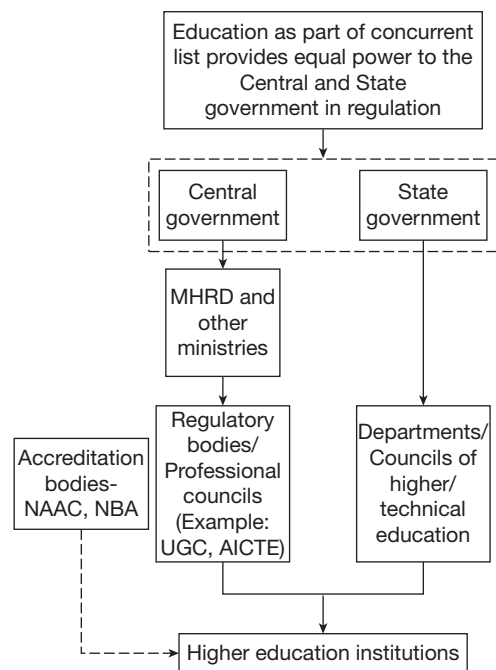 Education as part of concurrent
list provides equal power to the
Central and State
government in regulation
Central
government
State
government
MHRD and
other
ministries
Accreditation
bodies-
NAAC, NBA
Regulatory
bodies/
Professional
councils
(Example:
UGC, AICTE)
Departments/
Councils of
higher/
technical
education
Higher education institutions